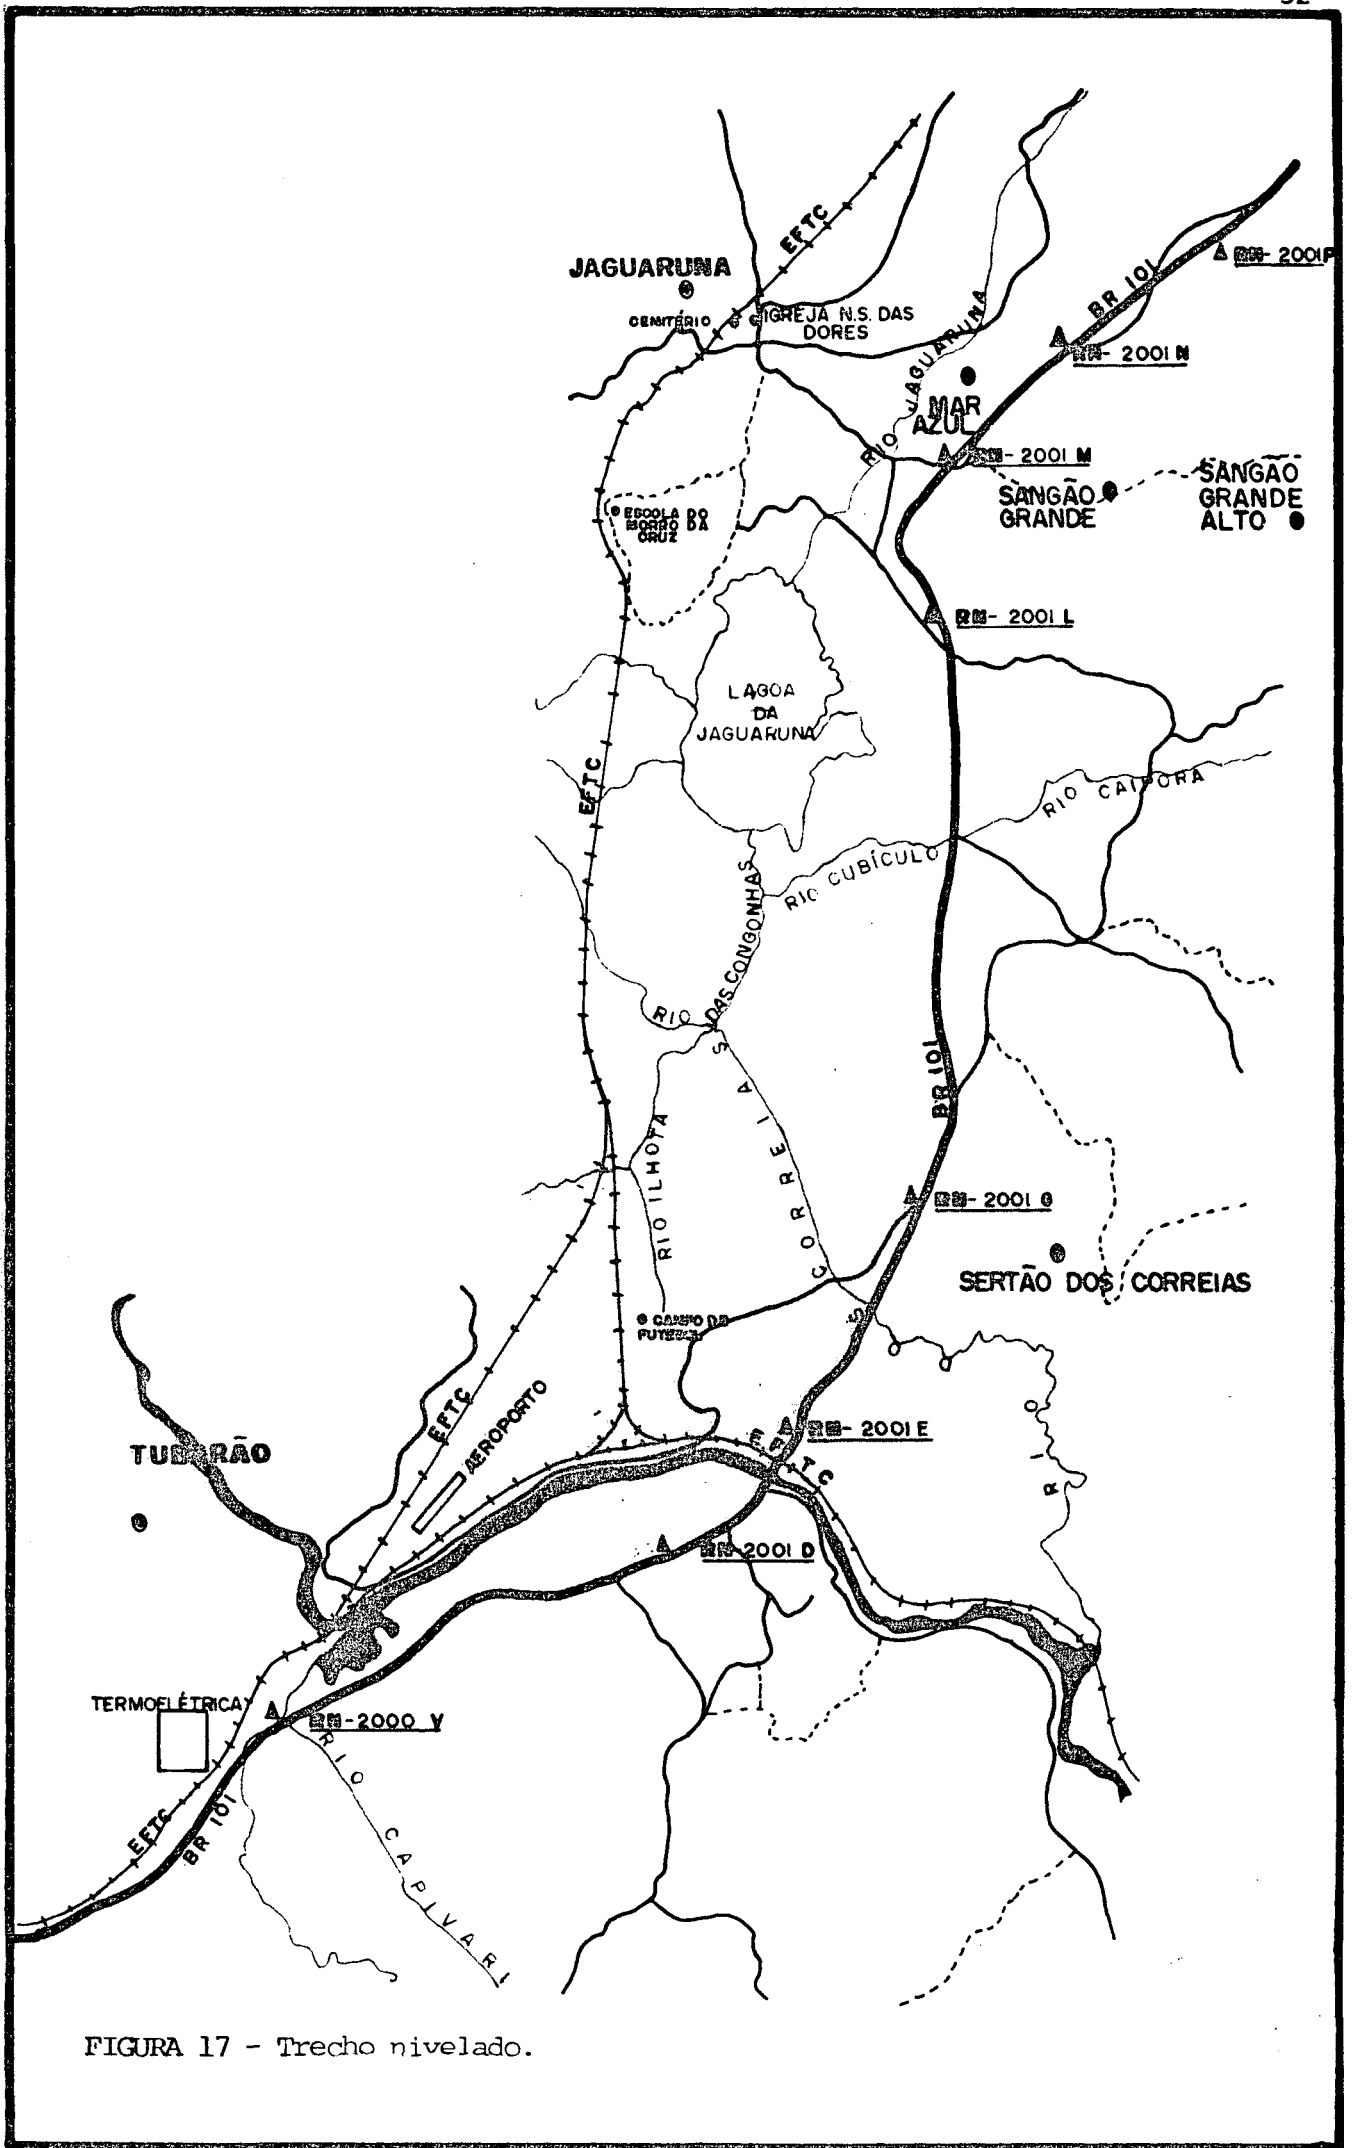 EFTC
JAGUARUNA
RN- 2001P
CEMITÉRIO
IGREJA N.S. DAS
DORES
BR 101
RN- 2001 N
RIO JAGUARUNA
MAR
AZUL
RN- 2001 M
SANGÃO
GRANDE
SANGÃO
GRANDE
ALTO
ESCOLA DO
MORRO DA
CRUZ
RN- 2001 L
LAGOA
DA
JAGUARUNA
EFTC
RIO CAIPORA
RIO CUBÍCULO
RIO DAS CONGONHAS
BR 101
RIO ILHOTA
RIO DOS CORREIAS
RN- 2001 G
SERTÃO DOS CORREIAS
CAMPO DE
FUTEBOL
EFTC
AEROPORTO
RN- 2001 E
EFTC
TUBARÃO
RN-2001 D
TERMOELÉTRICA
RN-2000 V
RIO CAPIVARI
EFTC
BR 101
FIGURA 17 - Trecho nivelado.